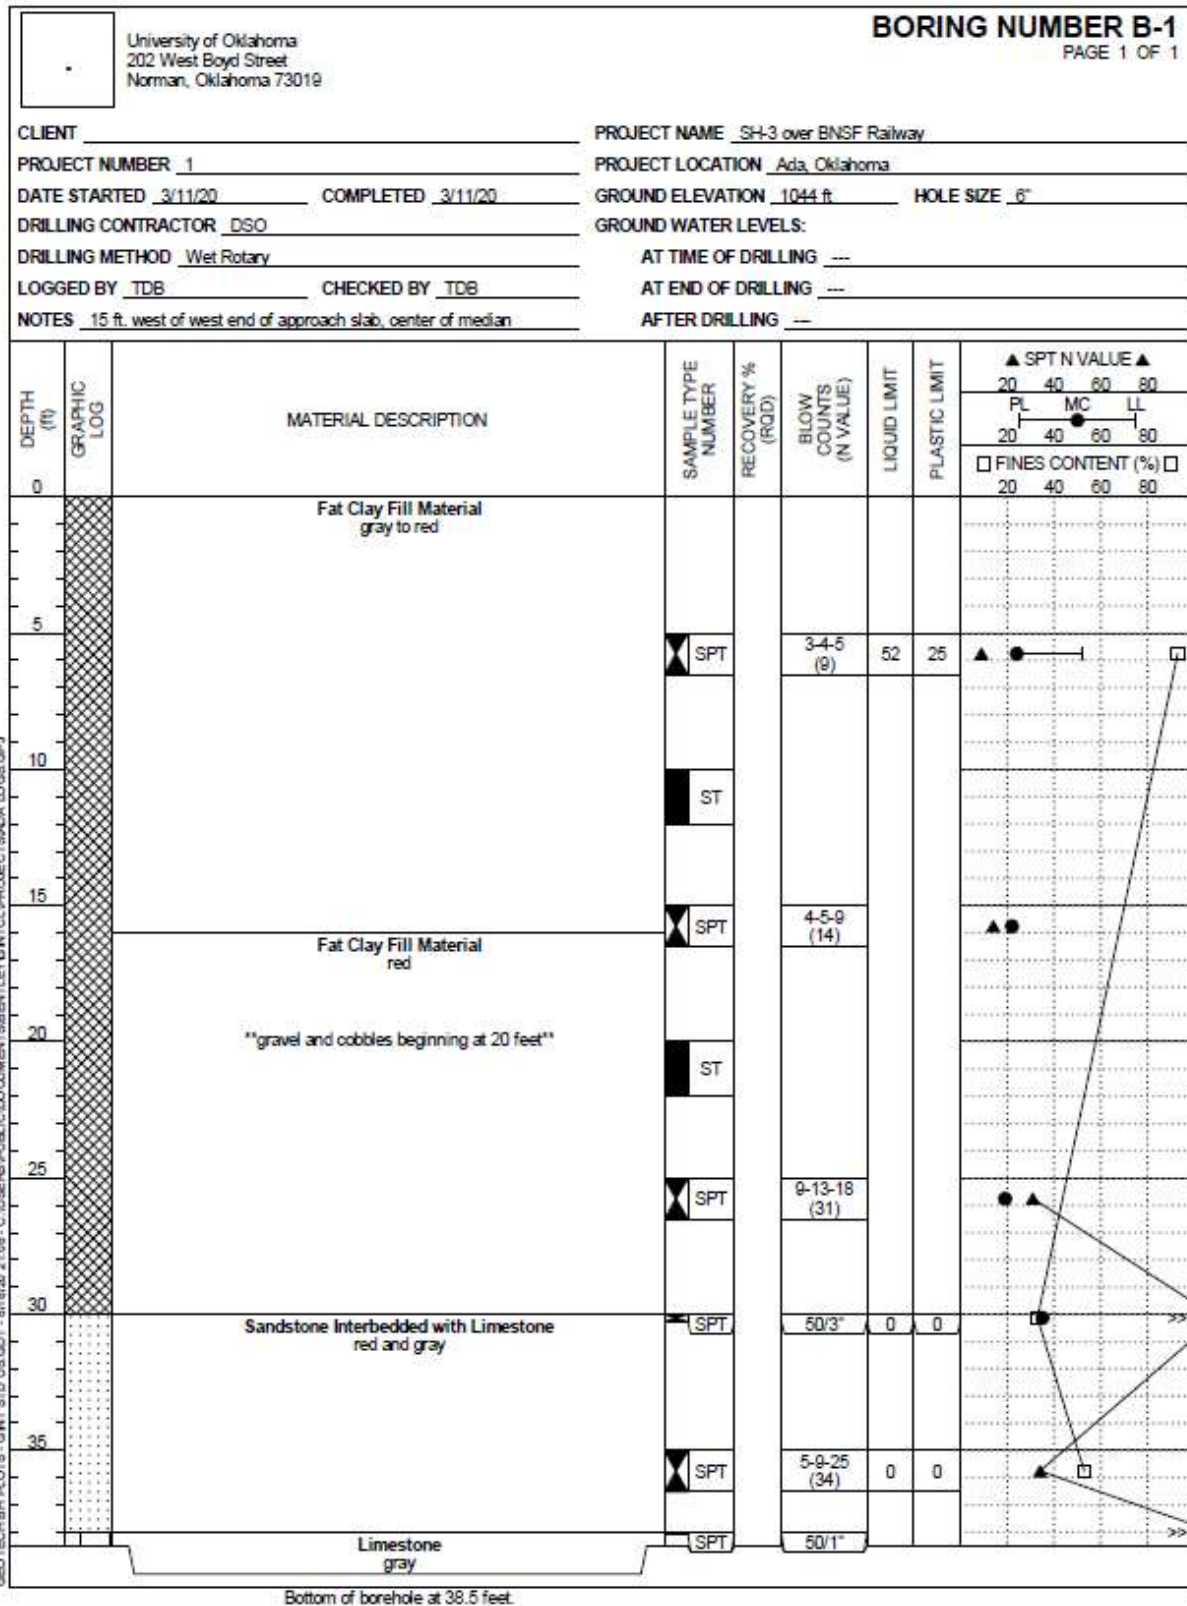 University of Oklahoma
202 West Boyd Street
Norman, Oklahoma 73019
BORING NUMBER B-1
PAGE 1 OF 1
CLIENT
PROJECT NAME SH-3 over BNSF Railway
PROJECT NUMBER 1
PROJECT LOCATION Ada, Oklahoma
DATE STARTED 3/11/20 COMPLETED 3/11/20
GROUND ELEVATION 1044 ft HOLE SIZE 6"
DRILLING CONTRACTOR DSO
GROUND WATER LEVELS:
DRILLING METHOD Wet Rotary
AT TIME OF DRILLING ---
LOGGED BY TDB CHECKED BY TDB
AT END OF DRILLING ---
NOTES 15 ft. west of west end of approach slab, center of median
AFTER DRILLING ---
DEPTH (ft)
GRAPHIC LOG
MATERIAL DESCRIPTION
SAMPLE TYPE NUMBER
RECOVERY % (RQD)
BLOW COUNTS (N VALUE)
LIQUID LIMIT
PLASTIC LIMIT
▲ SPT N VALUE ▲
20 40 60 80
PL MC LL
20 40 60 80
□ FINES CONTENT (%) □
20 40 60 80
0
Fat Clay Fill Material
gray to red
5
SPT 3-4-5 (9) 52 25
10
ST
15
SPT 4-5-9 (14)
Fat Clay Fill Material
red
20
**gravel and cobbles beginning at 20 feet**
ST
25
SPT 9-13-18 (31)
30
Sandstone Interbedded with Limestone
red and gray
SPT 50/3" 0 0 >>
35
SPT 5-9-25 (34) 0 0
Limestone
gray
SPT 50/1" >>
Bottom of borehole at 38.5 feet.